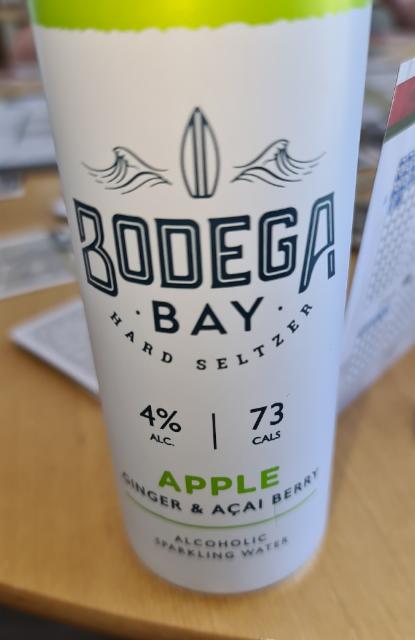 BODEGA
· BAY ·
HARD SELTZER
4% | 73
ALC. CALS
APPLE
GINGER & AÇAI BERRY
ALCOHOLIC
SPARKLING WATER